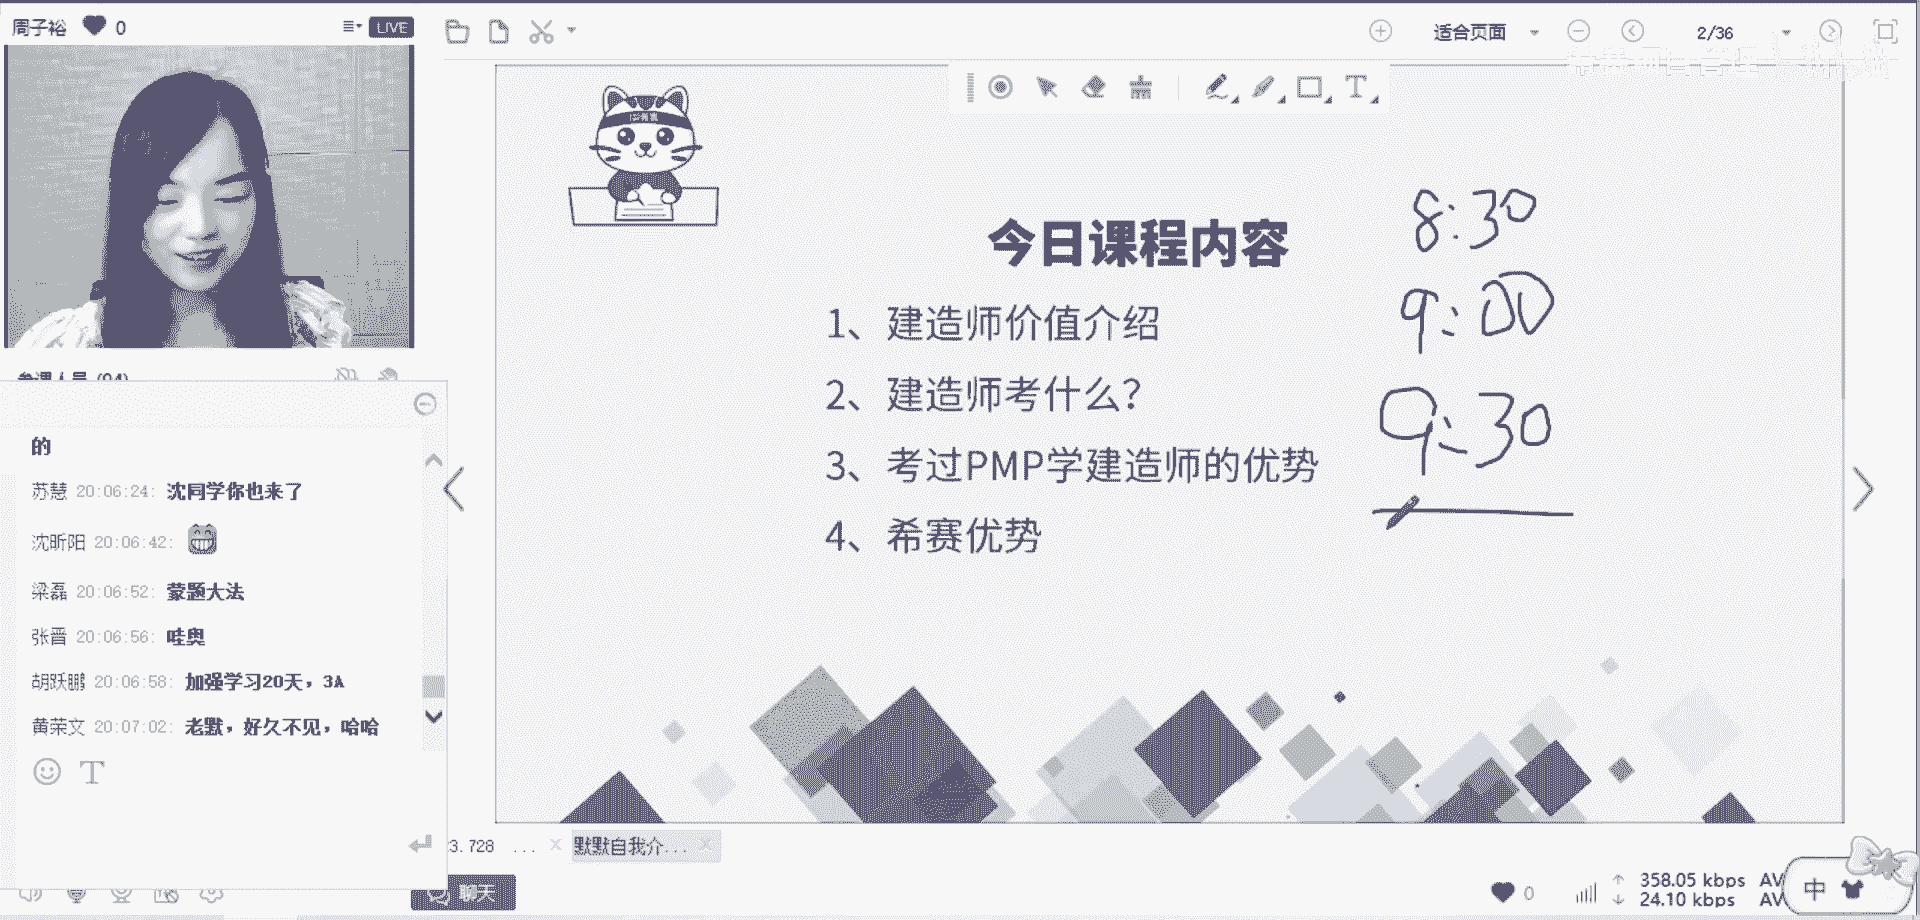 周子裕 0 LIVE
适合页面 2/36
今日课程内容
1、建造师价值介绍
2、建造师考什么？
3、考过PMP学建造师的优势
4、希赛优势
8:30
9:00
9:30
的
苏慧 20:06:24: 沈同学你也来了
沈昕阳 20:06:42:
梁磊 20:06:52: 蒙题大法
张晋 20:06:56: 哇奥
胡跃鹏 20:06:58: 加强学习20天，3A
黄荣文 20:07:02: 老默，好久不见，哈哈
T
3.728 ...
默默自我介...
聊天
0
358.05 kbps AV
24.10 kbps AV
中